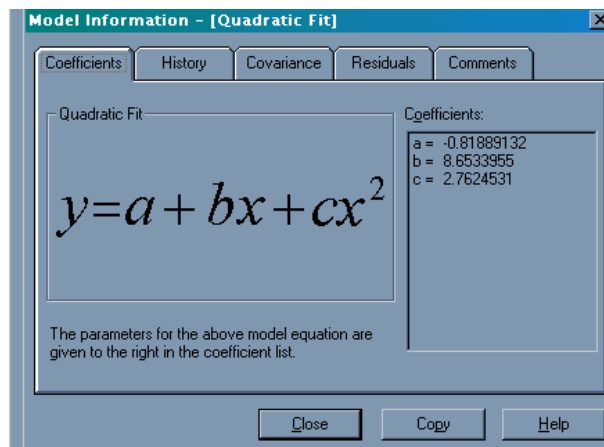 Model Information - [Quadratic Fit]
Coefficients History Covariance Residuals Comments
Quadratic Fit
y=a+bx+cx²
The parameters for the above model equation are
given to the right in the coefficient list.
Coefficients:
a = -0.81889132
b = 8.6533955
c = 2.7624531
Close Copy Help